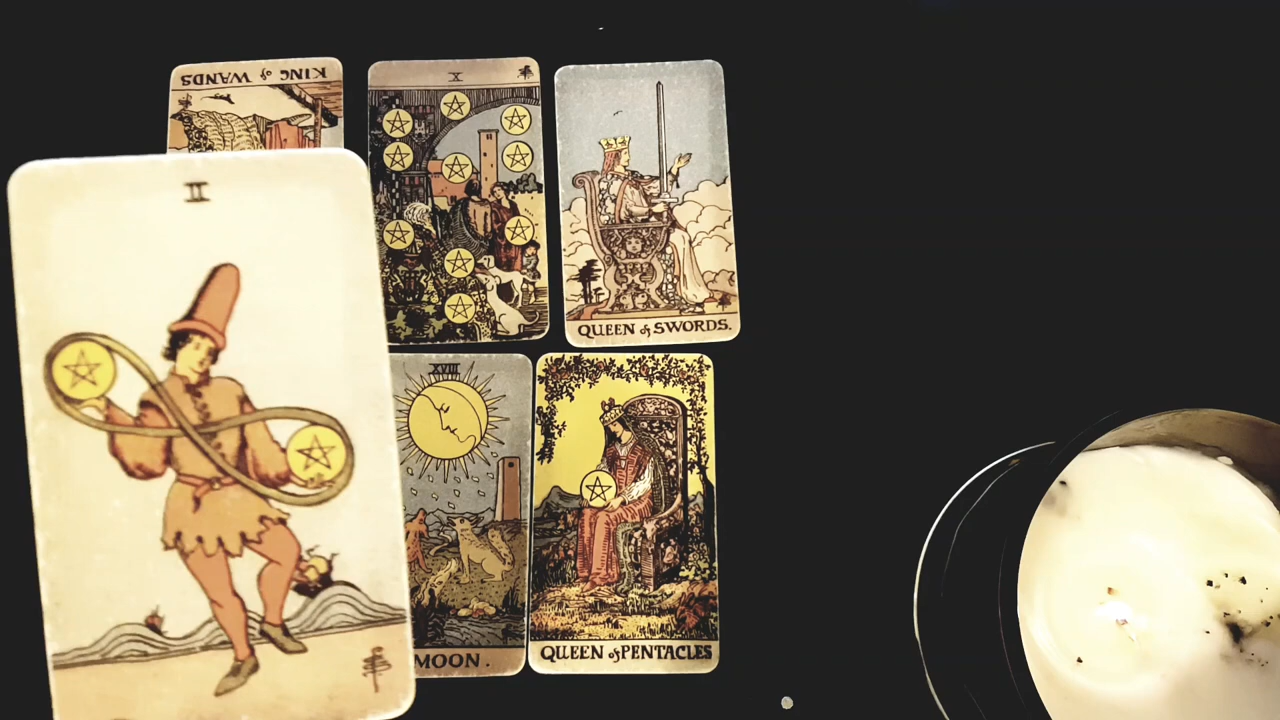 KING of WANDS
X
QUEEN of SWORDS.
II
XVIII
MOON.
QUEEN of PENTACLES